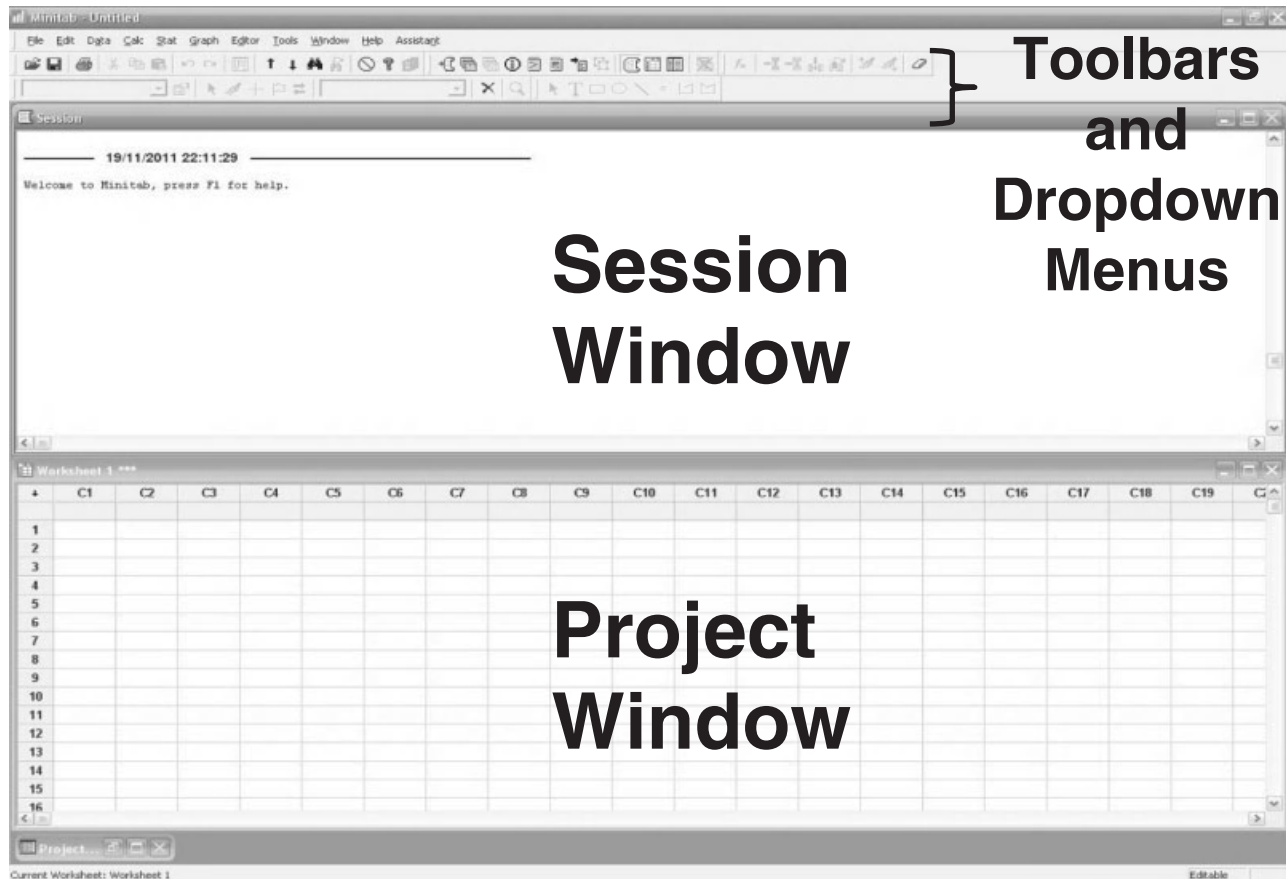 Minitab - Untitled
File Edit Data Calc Stat Graph Editor Tools Window Help Assistant
Toolbars
and
Dropdown
Menus
Session
19/11/2011 22:11:29
Welcome to Minitab, press F1 for help.
Session
Window
Worksheet 1 ***
C1 C2 C3 C4 C5 C6 C7 C8 C9 C10 C11 C12 C13 C14 C15 C16 C17 C18 C19
1
2
3
4
5
6
7
8
9
10
11
12
13
14
15
16
Project
Window
Project...
Current Worksheet: Worksheet 1
Editable